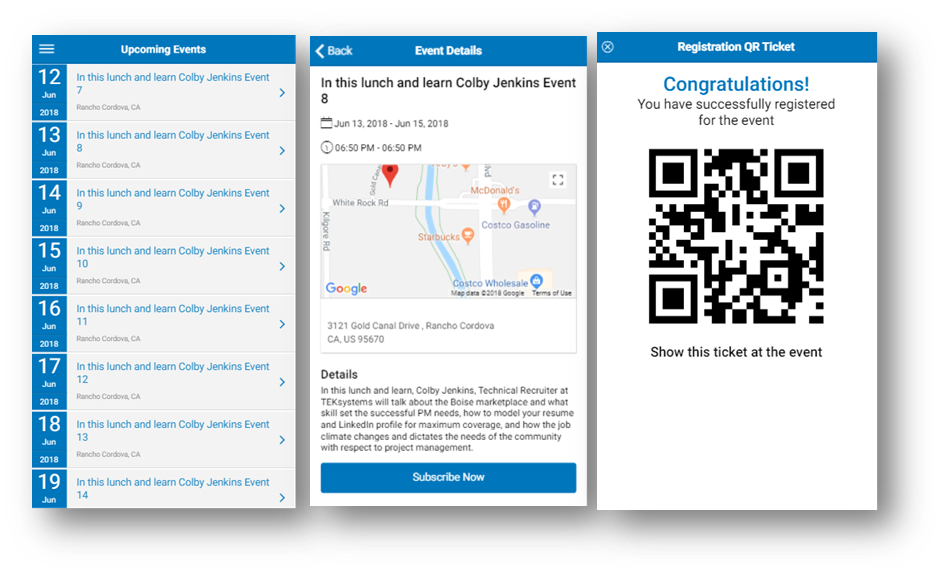 Upcoming Events
12
Jun
2018
In this lunch and learn Colby Jenkins Event
7
Rancho Cordova, CA
13
Jun
2018
In this lunch and learn Colby Jenkins Event
8
Rancho Cordova, CA
14
Jun
2018
In this lunch and learn Colby Jenkins Event
9
Rancho Cordova, CA
15
Jun
2018
In this lunch and learn Colby Jenkins Event
10
Rancho Cordova, CA
16
Jun
2018
In this lunch and learn Colby Jenkins Event
11
Rancho Cordova, CA
17
Jun
2018
In this lunch and learn Colby Jenkins Event
12
Rancho Cordova, CA
18
Jun
2018
In this lunch and learn Colby Jenkins Event
13
Rancho Cordova, CA
19
Jun
In this lunch and learn Colby Jenkins Event
14
Back
Event Details
In this lunch and learn Colby Jenkins Event
8
Jun 13, 2018 - Jun 15, 2018
06:50 PM - 06:50 PM
Gold Can
McDonald's
White Rock Rd
Costco Gasoline
Kilgore Rd
Starbucks
Costco Wholesale
Google
Map data ©2018 Google
Terms of Use
3121 Gold Canal Drive , Rancho Cordova
CA, US 95670
Details
In this lunch and learn, Colby Jenkins, Technical Recruiter at
TEKsystems will talk about the Boise marketplace and what
skill set the successful PM needs, how to model your resume
and LinkedIn profile for maximum coverage, and how the job
climate changes and dictates the needs of the community
with respect to project management.
Subscribe Now
Registration QR Ticket
Congratulations!
You have successfully registered
for the event
Show this ticket at the event